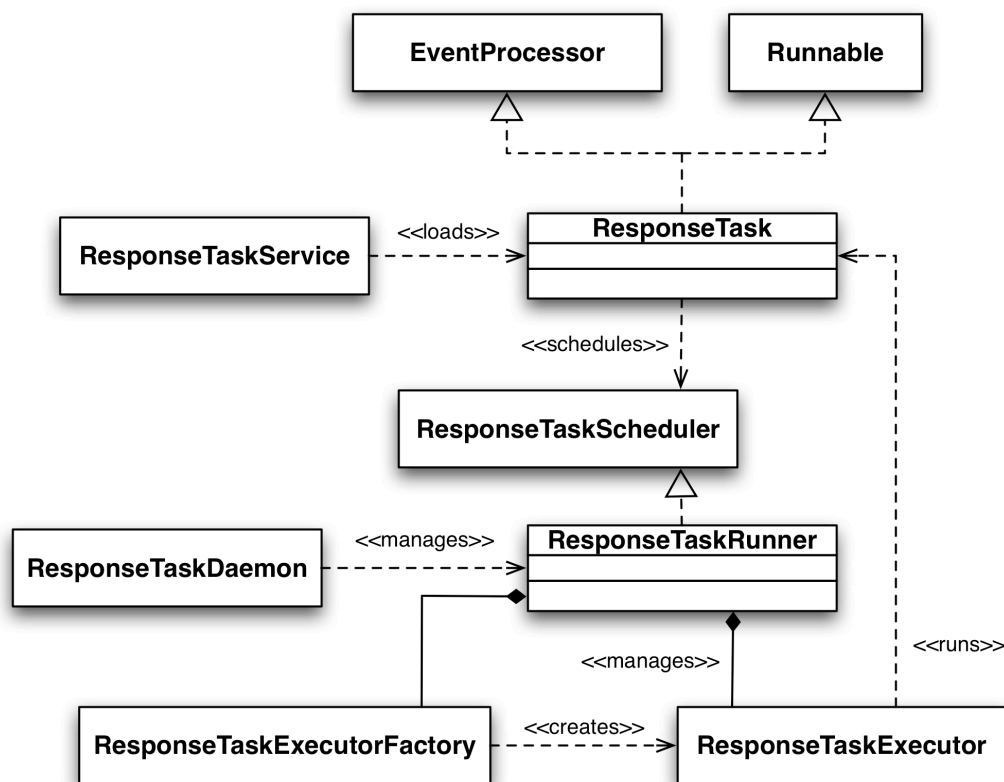 EventProcessor
Runnable
<<loads>>
ResponseTask
ResponseTaskService
<<schedules>>
ResponseTaskScheduler
<<manages>>
ResponseTaskRunner
ResponseTaskDaemon
<<runs>>
<<manages>>
<<creates>>
ResponseTaskExecutorFactory
ResponseTaskExecutor